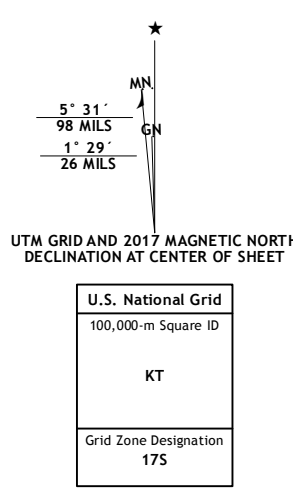 ★
MN.
5° 31´
98 MILS
GN
1° 29´
26 MILS
UTM GRID AND 2017 MAGNETIC NORTH
DECLINATION AT CENTER OF SHEET
U.S. National Grid
100,000-m Square ID
KT
Grid Zone Designation
17S